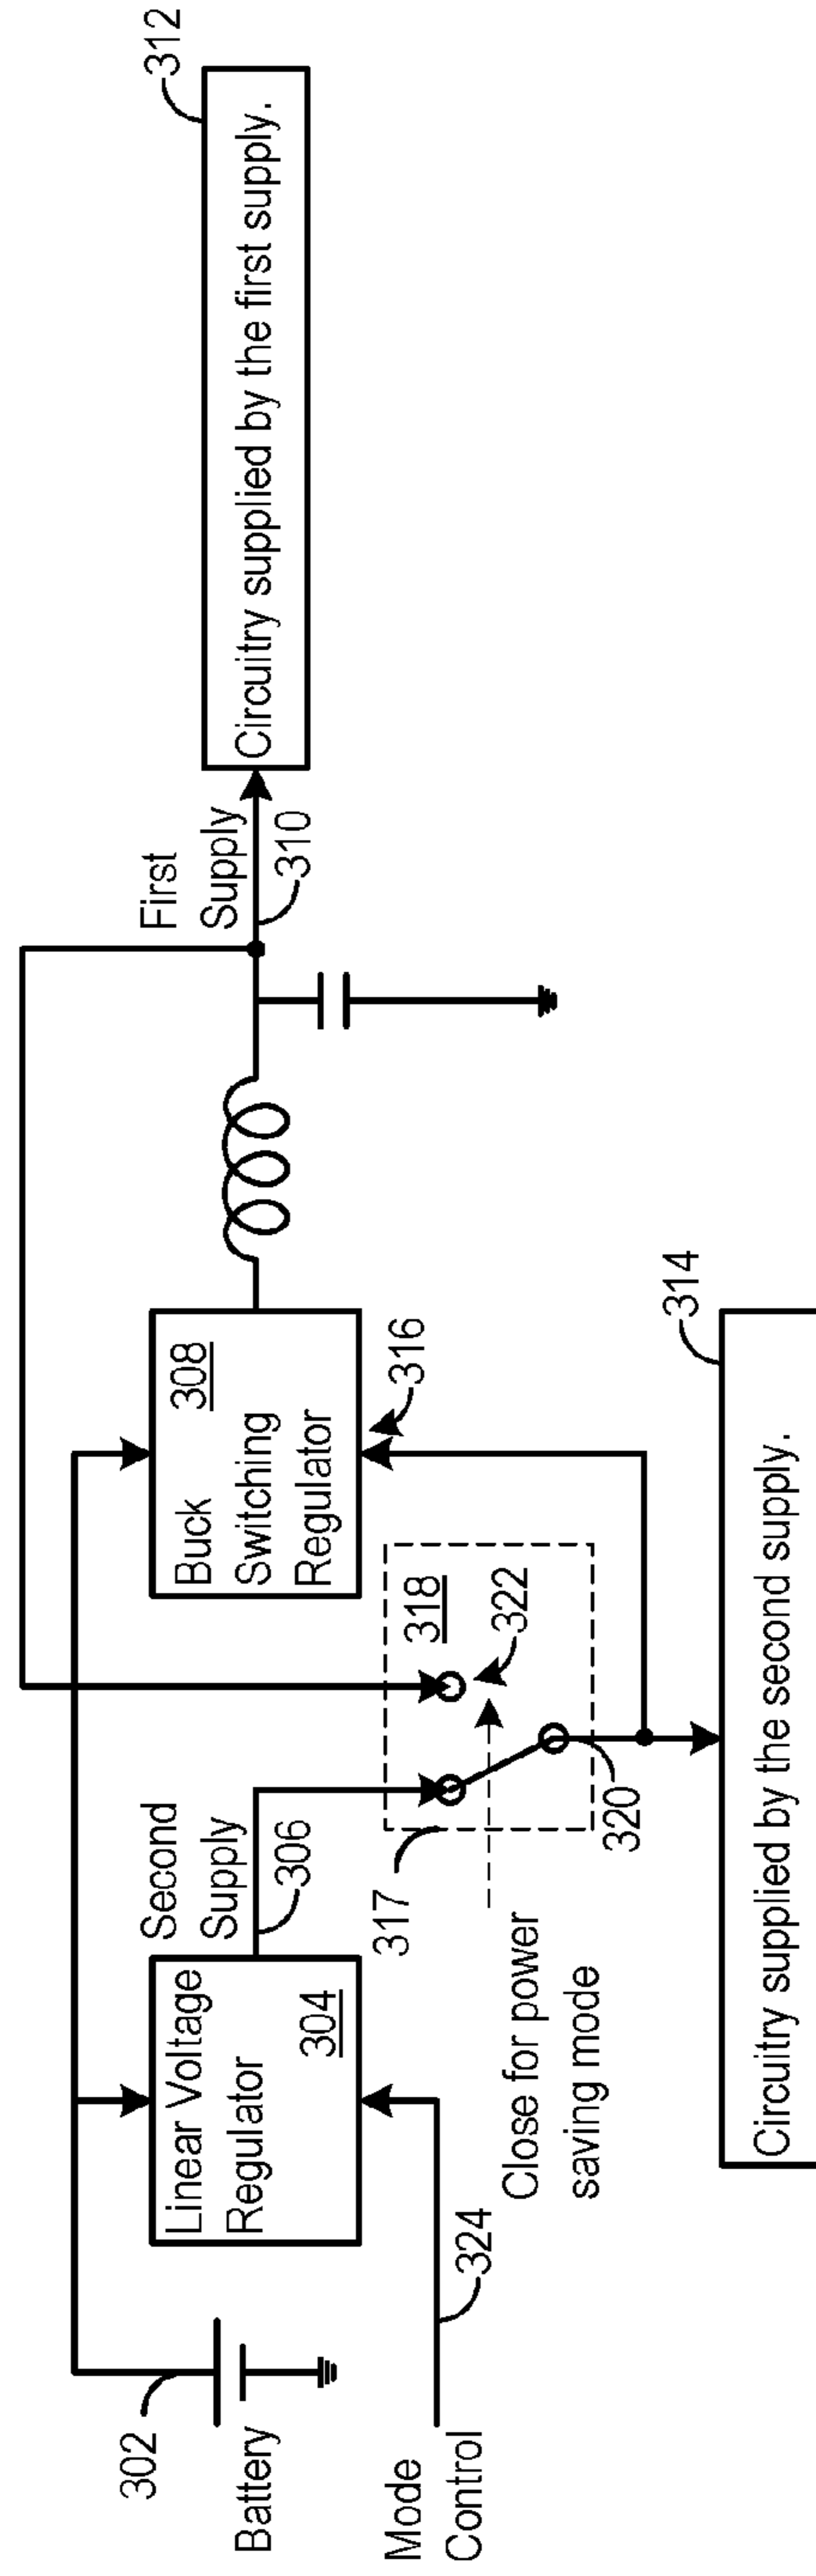 302
Battery
Mode
Control
324
Linear Voltage
Regulator
304
Second
Supply
306
Close for power
saving mode
317
318
320
322
Buck
308
Switching
Regulator
316
First
Supply
310
Circuitry supplied by the first supply.
312
Circuitry supplied by the second supply.
314